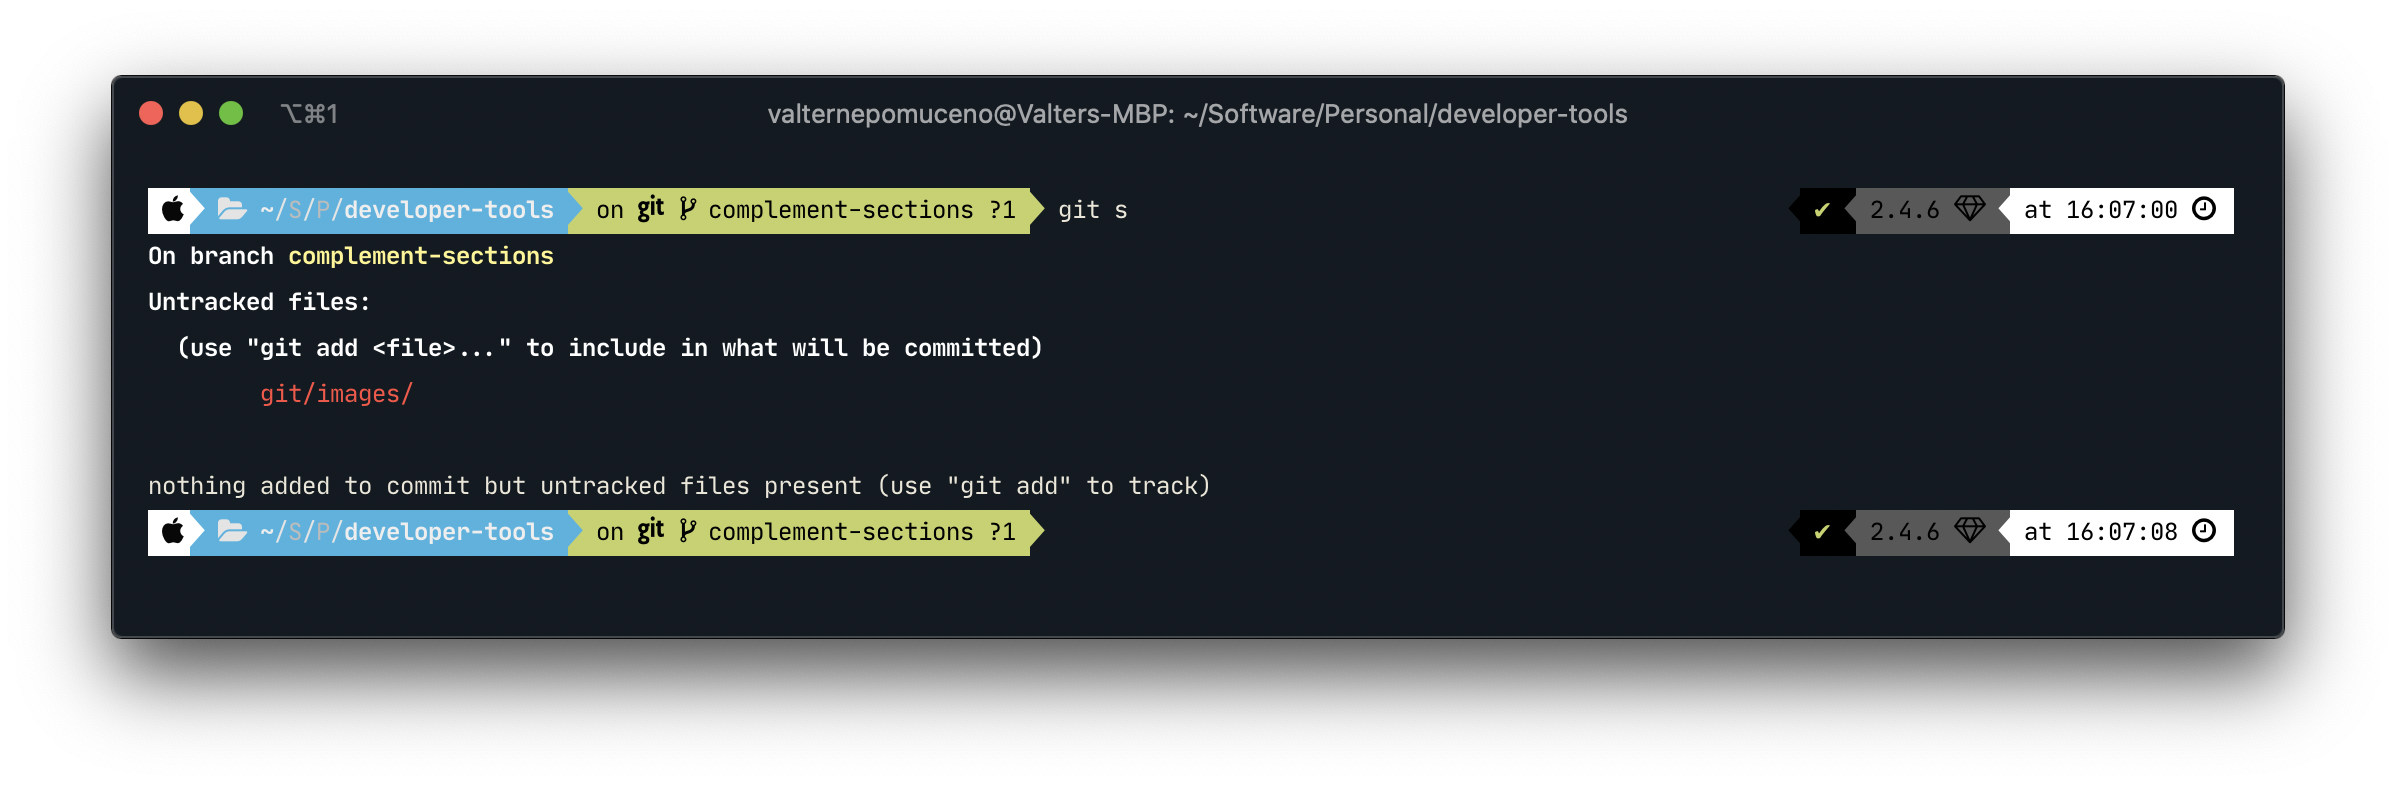 ⌥⌘1 valternepomuceno@Valters-MBP: ~/Software/Personal/developer-tools
~/S/P/developer-tools on git complement-sections ?1 git s ✔ 2.4.6 at 16:07:00
On branch complement-sections
Untracked files:
(use "git add <file>..." to include in what will be committed)
git/images/
nothing added to commit but untracked files present (use "git add" to track)
~/S/P/developer-tools on git complement-sections ?1 ✔ 2.4.6 at 16:07:08